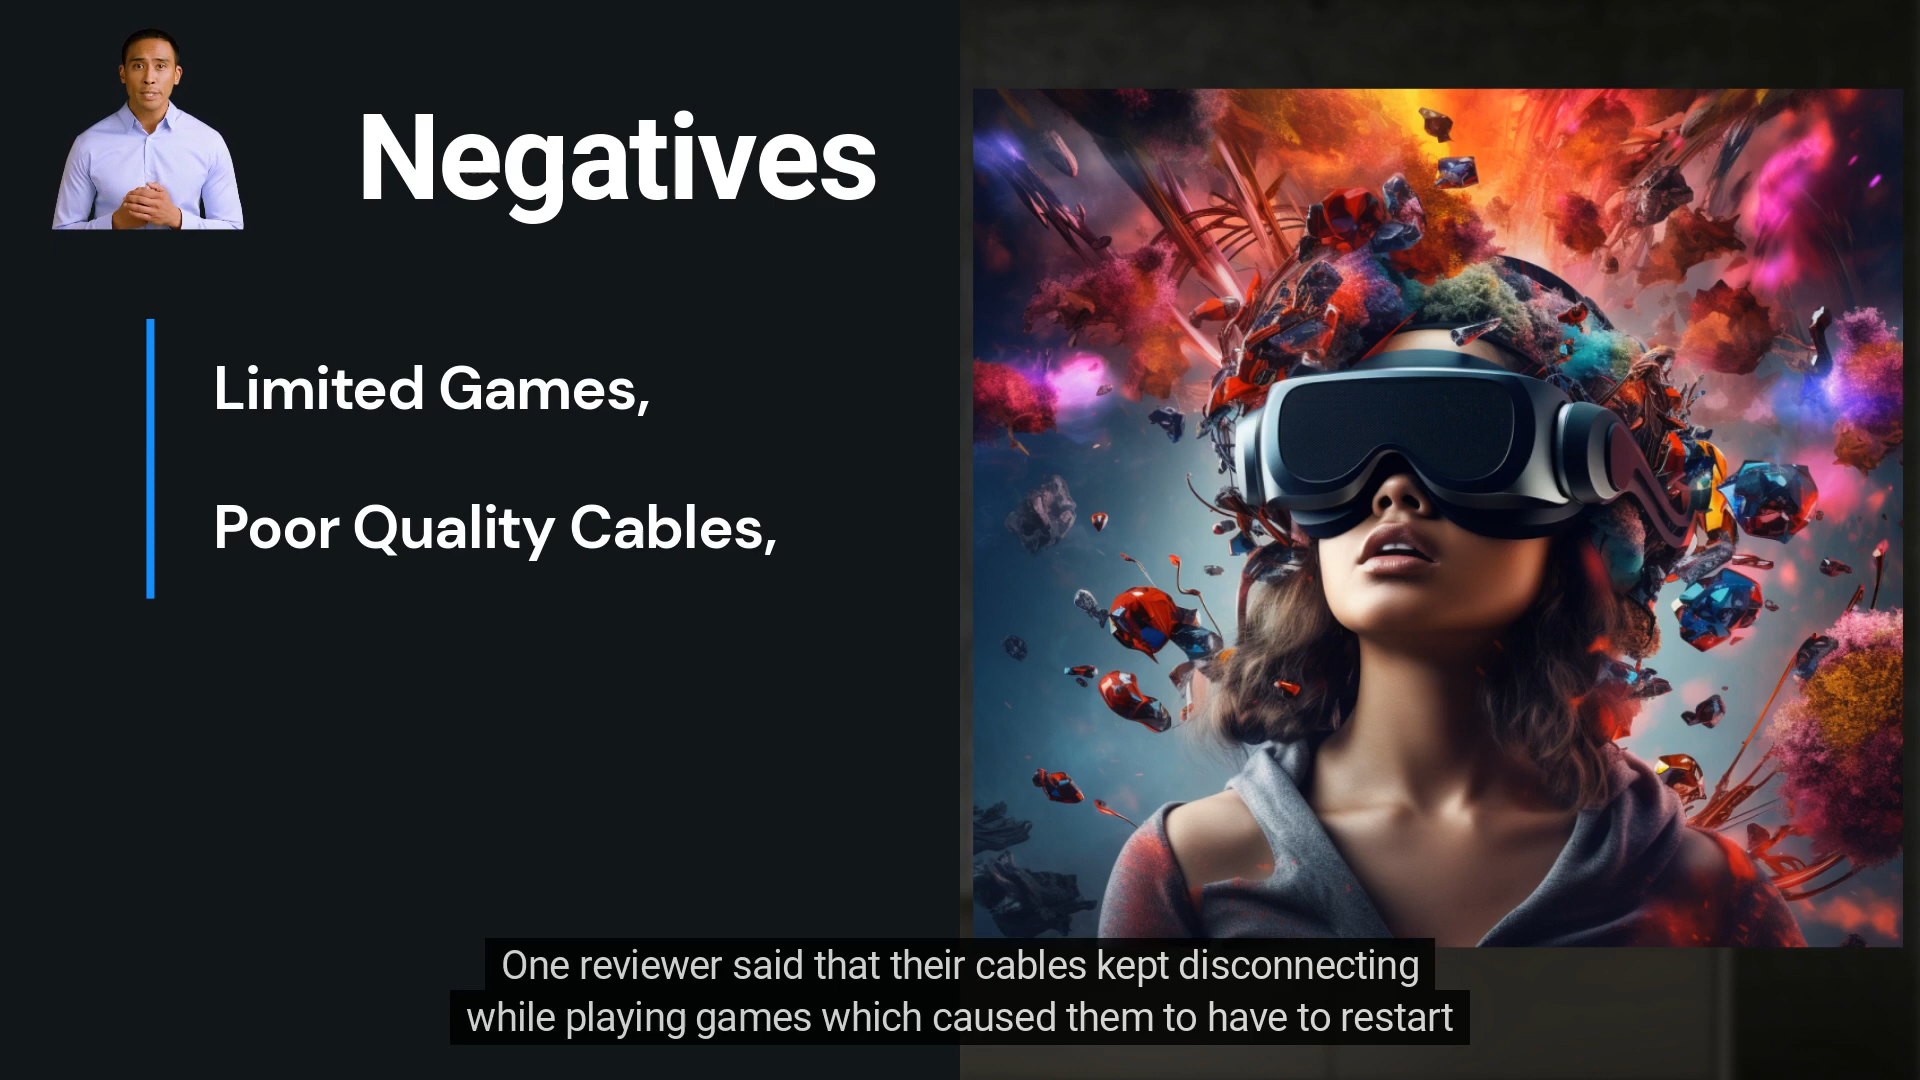 Negatives
Limited Games,
Poor Quality Cables,
One reviewer said that their cables kept disconnecting
while playing games which caused them to have to restart